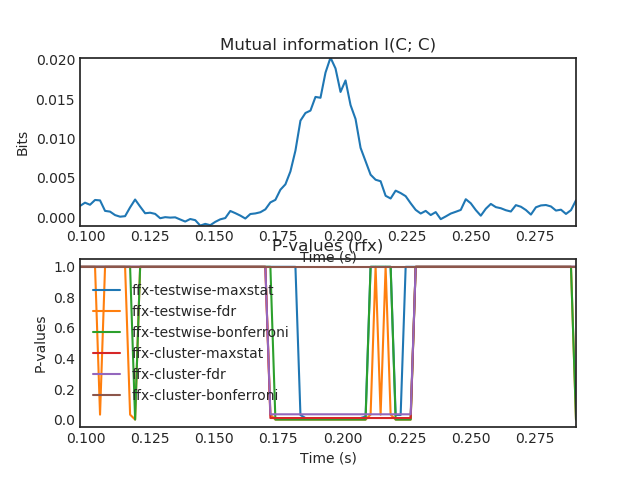 Mutual information I(C; C)
0.020
0.015
0.010
0.005
0.000
Bits
0.100 0.125 0.150 0.175 0.200 0.225 0.250 0.275
Time (s)
P-values (rfx)
1.0
0.8
0.6
0.4
0.2
0.0
P-values
ffx-testwise-maxstat
ffx-testwise-fdr
ffx-testwise-bonferroni
ffx-cluster-maxstat
ffx-cluster-fdr
ffx-cluster-bonferroni
0.100 0.125 0.150 0.175 0.200 0.225 0.250 0.275
Time (s)